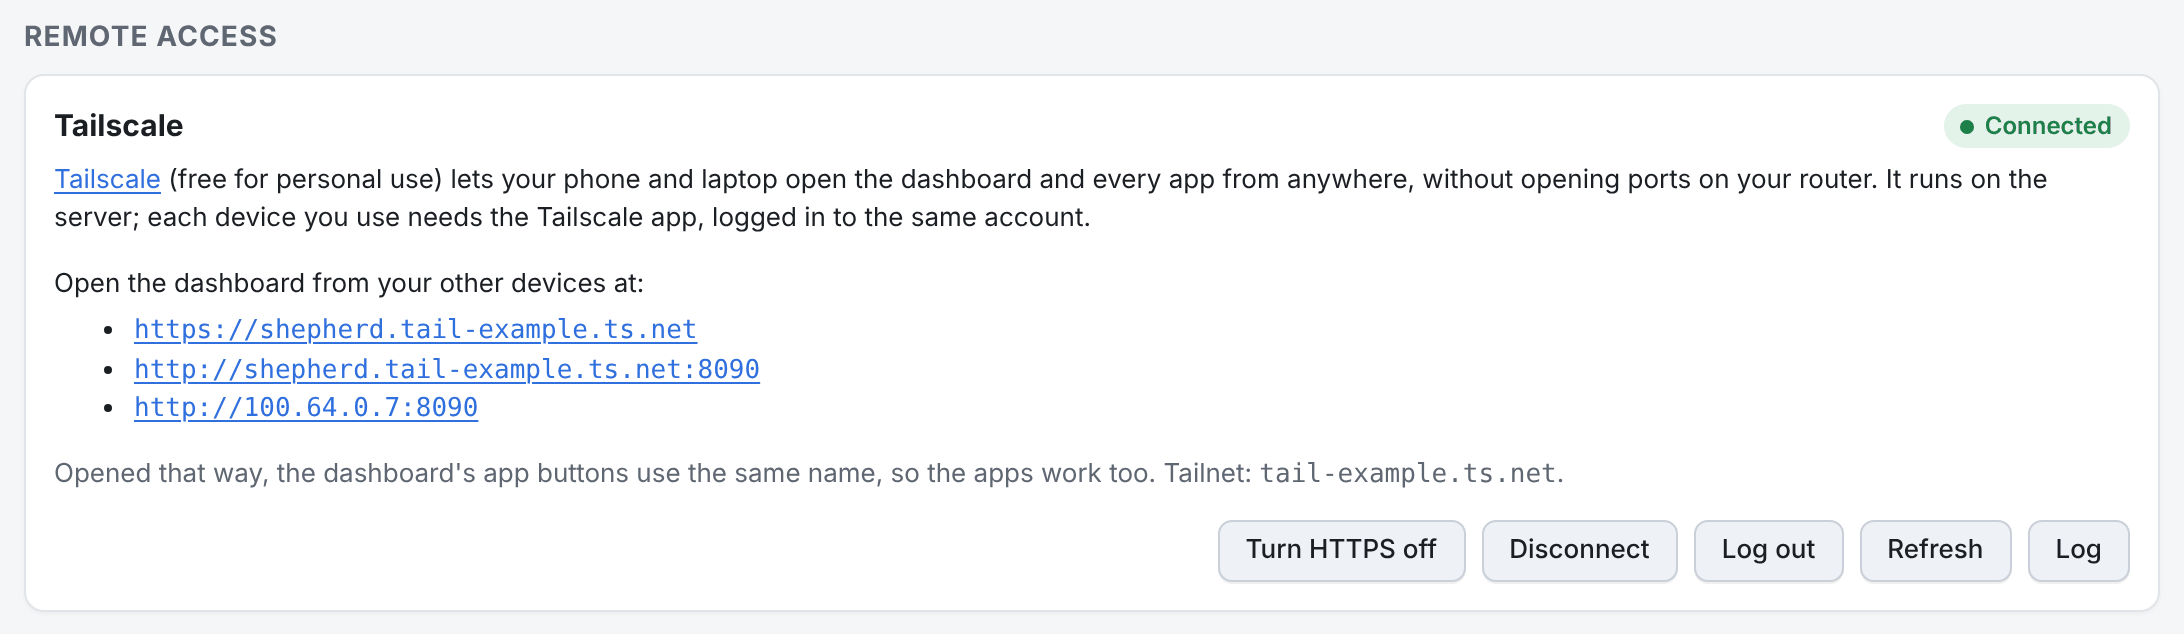 REMOTE ACCESS
Tailscale
Connected
Tailscale (free for personal use) lets your phone and laptop open the dashboard and every app from anywhere, without opening ports on your router. It runs on the
server; each device you use needs the Tailscale app, logged in to the same account.
Open the dashboard from your other devices at:
https://shepherd.tail-example.ts.net
http://shepherd.tail-example.ts.net:8090
http://100.64.0.7:8090
Opened that way, the dashboard's app buttons use the same name, so the apps work too. Tailnet: tail-example.ts.net.
Turn HTTPS off Disconnect Log out Refresh Log